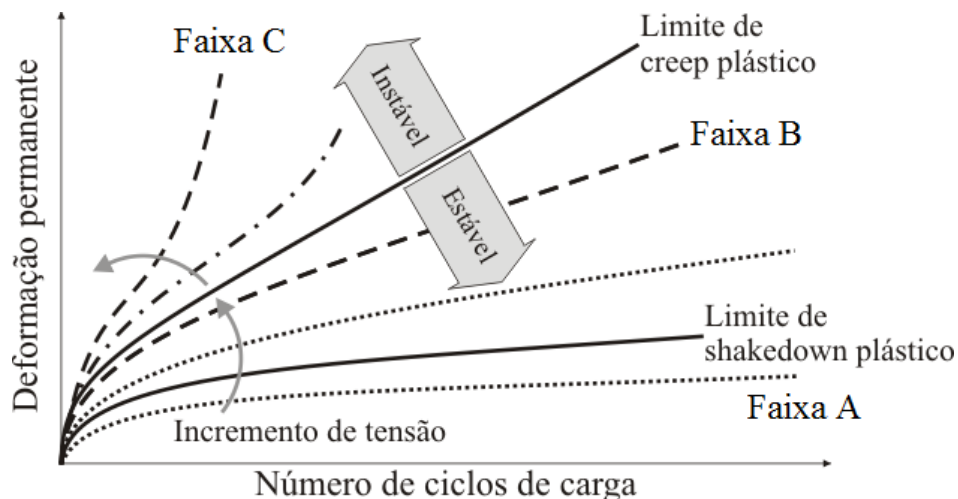 Faixa C
Limite de
creep plástico
Instável
Faixa B
Estável
Deformação permanente
Limite de
shakedown plástico
Faixa A
Incremento de tensão
Número de ciclos de carga